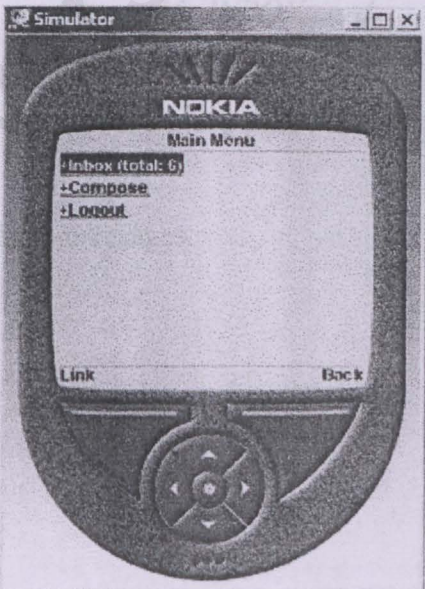 Simulator
NOKIA
Main Menu
+Inbox (total: 6)
+Compose
+Logout
Link Back